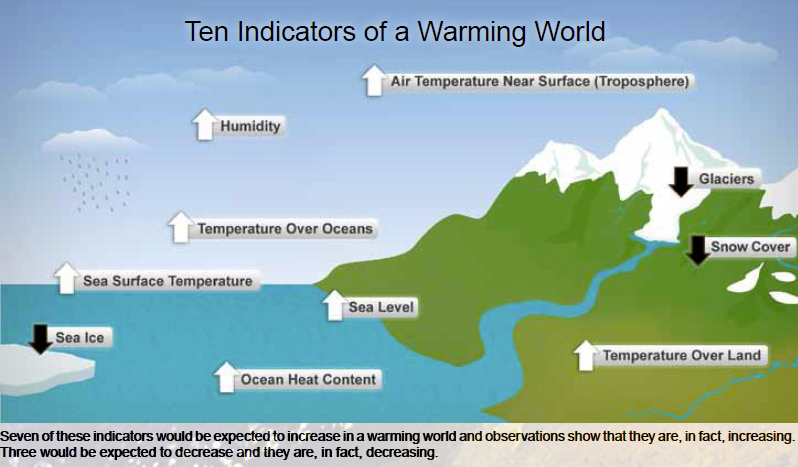 Ten Indicators of a Warming World
Air Temperature Near Surface (Troposphere)
Humidity
Glaciers
Temperature Over Oceans
Snow Cover
Sea Surface Temperature
Sea Level
Sea Ice
Temperature Over Land
Ocean Heat Content
Seven of these indicators would be expected to increase in a warming world and observations show that they are, in fact, increasing.
Three would be expected to decrease and they are, in fact, decreasing.